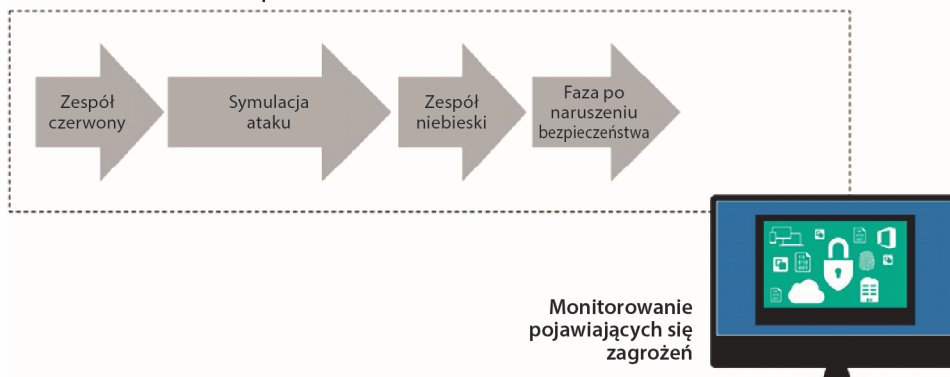 Zespół
czerwony
Symulacja
ataku
Zespół
niebieski
Faza po
naruszeniu
bezpieczeństwa
Monitorowanie
pojawiających się
zagrożeń